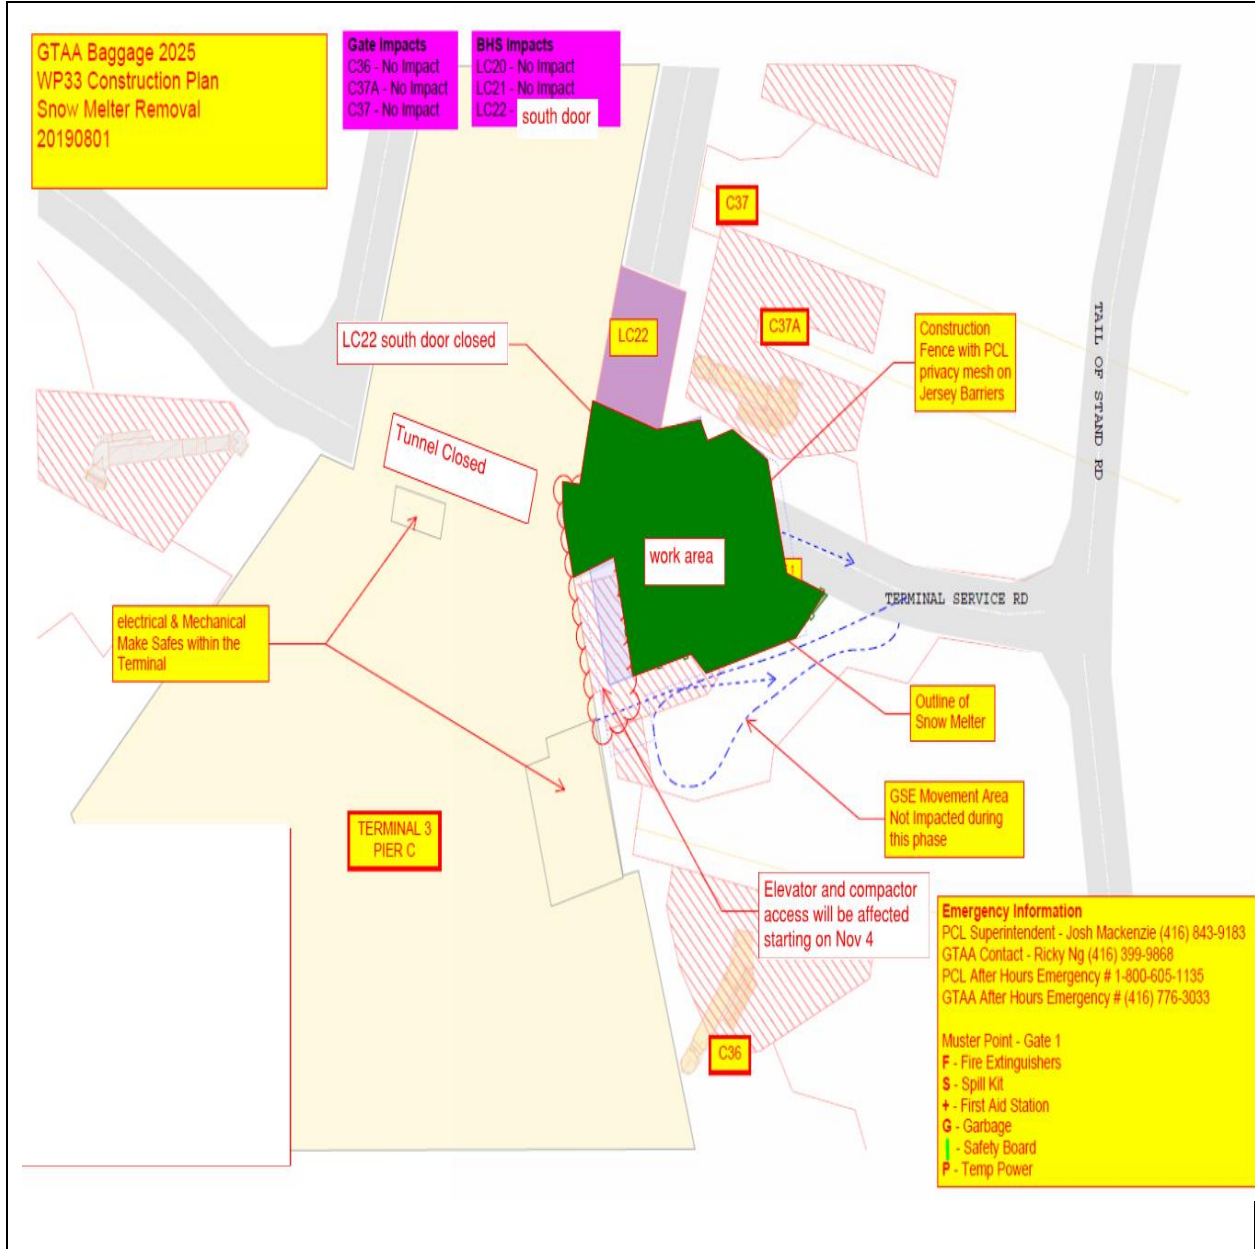 GTAA Baggage 2025
WP33 Construction Plan
Snow Melter Removal
20190801
Gate Impacts
C36 - No Impact
C37A - No Impact
C37 - No Impact
BHS Impacts
LC20 - No Impact
LC21 - No Impact
LC22 -
south door
C37
C37A
LC22
LC22 south door closed
Construction
Fence with PCL
privacy mesh on
Jersey Barriers
TAIL OF STAND RD
Tunnel Closed
work area
1
TERMINAL SERVICE RD
electrical & Mechanical
Make Safes within the
Terminal
Outline of
Snow Melter
GSE Movement Area
Not Impacted during
this phase
TERMINAL 3
PIER C
Elevator and compactor
access will be affected
starting on Nov 4
C36
Emergency Information
PCL Superintendent - Josh Mackenzie (416) 843-9183
GTAA Contact - Ricky Ng (416) 399-9868
PCL After Hours Emergency # 1-800-605-1135
GTAA After Hours Emergency # (416) 776-3033
Muster Point - Gate 1
F - Fire Extinguishers
S - Spill Kit
+ - First Aid Station
G - Garbage
| - Safety Board
P - Temp Power